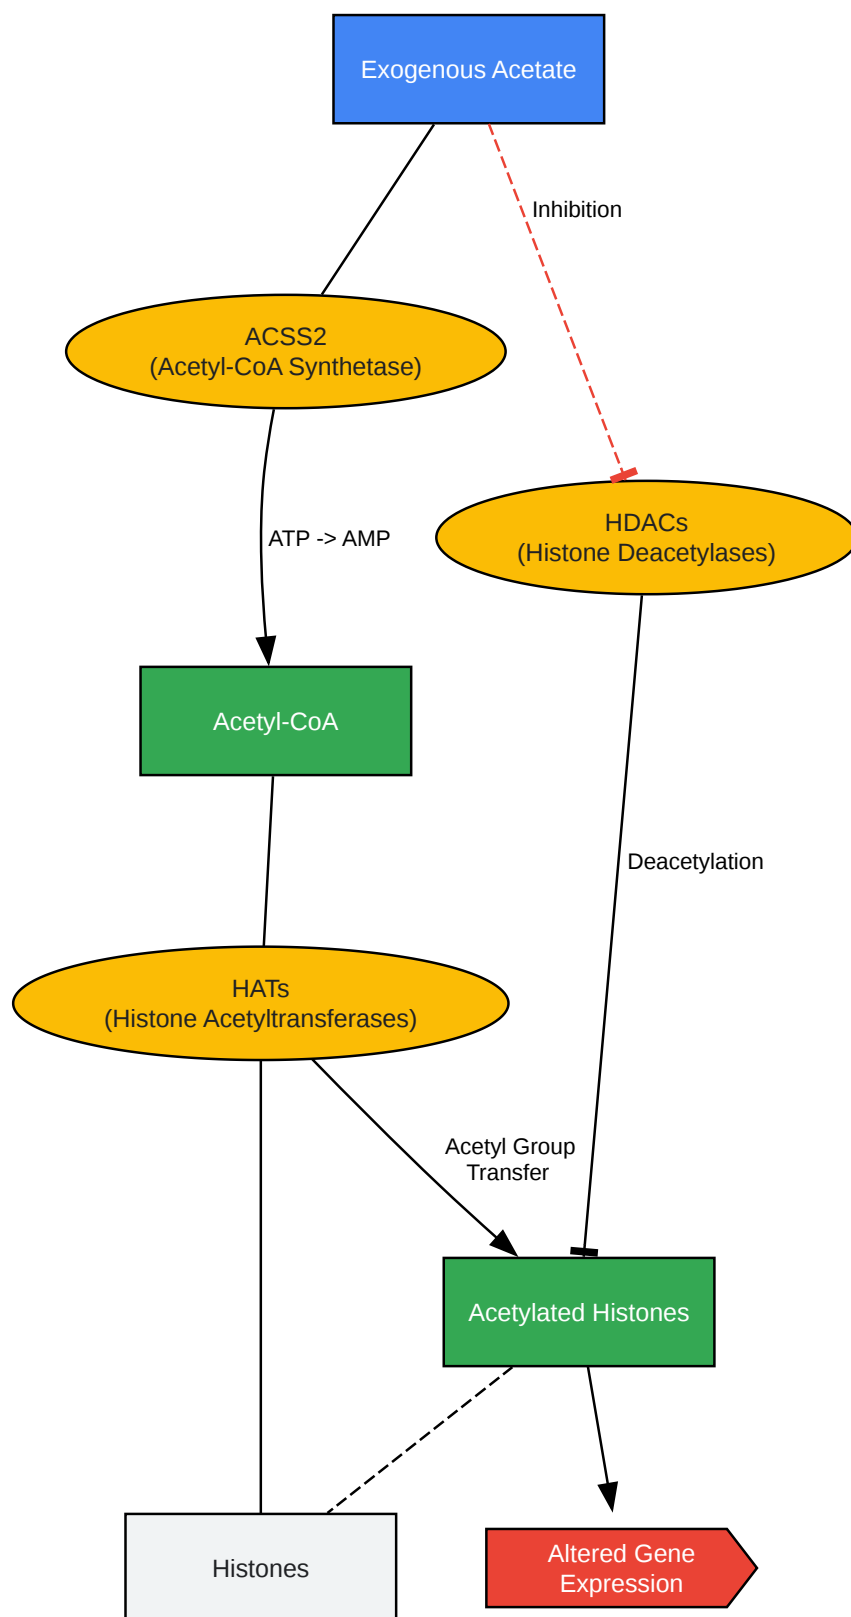 Exogenous Acetate
Inhibition
ACSS2
(Acetyl-CoA Synthetase)
HDACs
(Histone Deacetylases)
ATP -> AMP
Acetyl-CoA
Deacetylation
HATs
(Histone Acetyltransferases)
Acetyl Group
Transfer
Acetylated Histones
Histones
Altered Gene
Expression